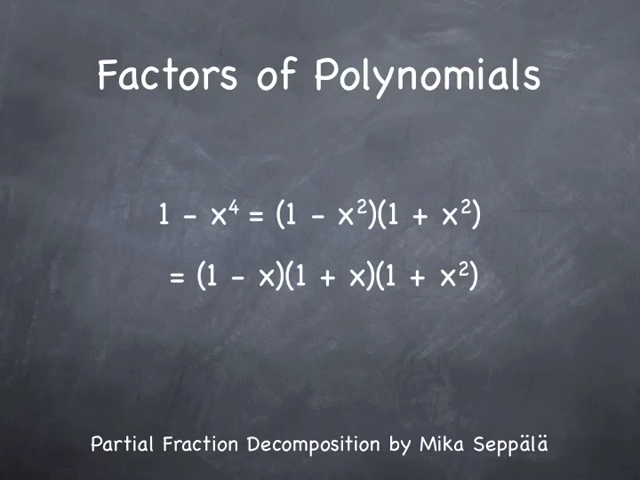 Factors of Polynomials
1 - x⁴ = (1 - x²)(1 + x²)
= (1 - x)(1 + x)(1 + x²)
Partial Fraction Decomposition by Mika Seppälä